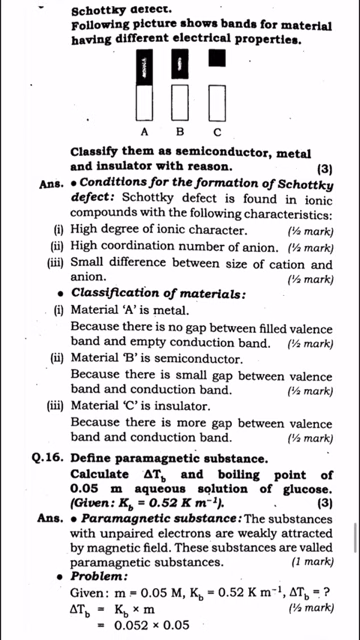 Schottky defect.
Following picture shows bands for material
having different electrical properties.
A B C
Classify them as semiconductor, metal
and insulator with reason. (3)
Ans. • Conditions for the formation of Schottky
defect: Schottky defect is found in ionic
compounds with the following characteristics:
(i) High degree of ionic character. (½ mark)
(ii) High coordination number of anion. (½ mark)
(iii) Small difference between size of cation and
anion. (½ mark)
• Classification of materials:
(i) Material ‘A’ is metal.
Because there is no gap between filled valence
band and empty conduction band. (½ mark)
(ii) Material ‘B’ is semiconductor.
Because there is small gap between valence
band and conduction band. (½ mark)
(iii) Material ‘C’ is insulator.
Because there is more gap between valence
band and conduction band. (½ mark)
Q.16. Define paramagnetic substance.
Calculate ΔT_b and boiling point of
0.05 m aqueous solution of glucose.
(Given: K_b = 0.52 K m⁻¹). (3)
Ans. • Paramagnetic substance: The substances
with unpaired electrons are weakly attracted
by magnetic field. These substances are valled
paramagnetic substances. (1 mark)
• Problem:
Given: m = 0.05 M, K_b = 0.52 K m⁻¹, ΔT_b = ?
ΔT_b = K_b × m (½ mark)
= 0.052 × 0.05